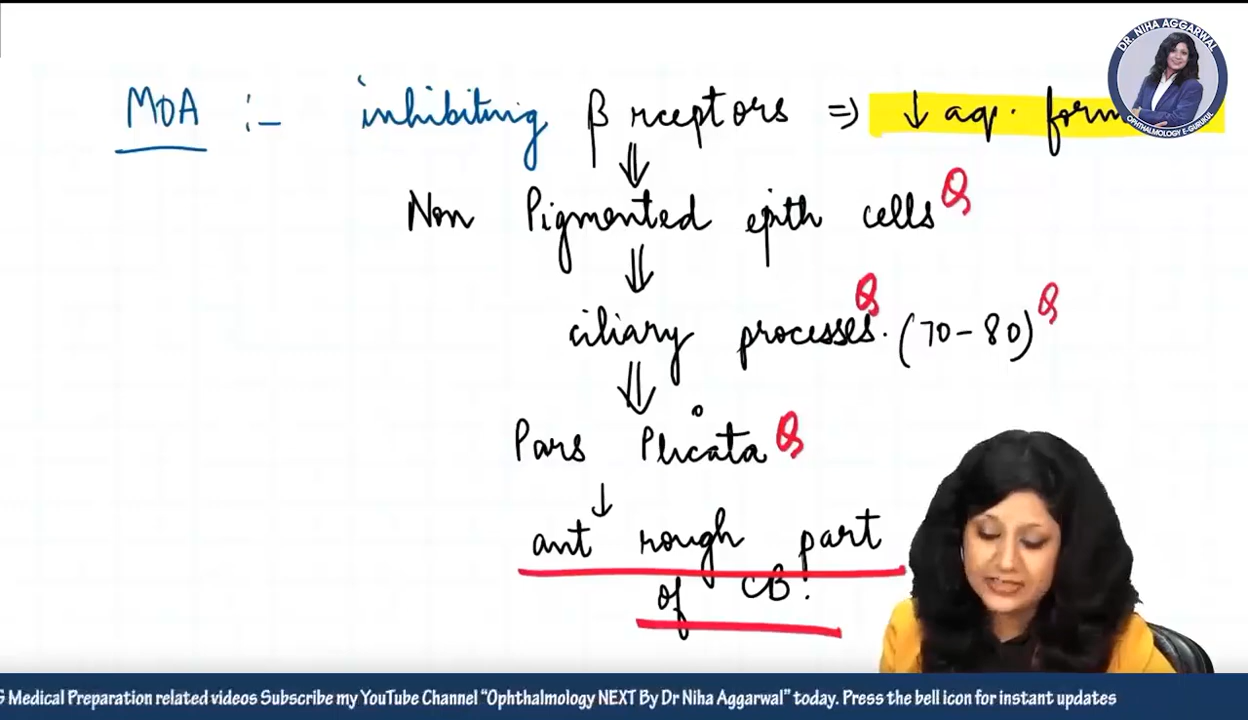 DR. NIHA AGGARWAL
OPHTHALMOLOGY E-GURUKUL
MOA :- inhibiting β rceptors => ↓ aq. form
⇓
Non Pigmented epith cells Q
⇓
ciliary processes. Q (70-80) Q
⇓
Pars Plicata Q
↓
ant rough part
of CB.
G Medical Preparation related videos Subscribe my YouTube Channel "Ophthalmology NEXT By Dr Niha Aggarwal" today. Press the bell icon for instant updates